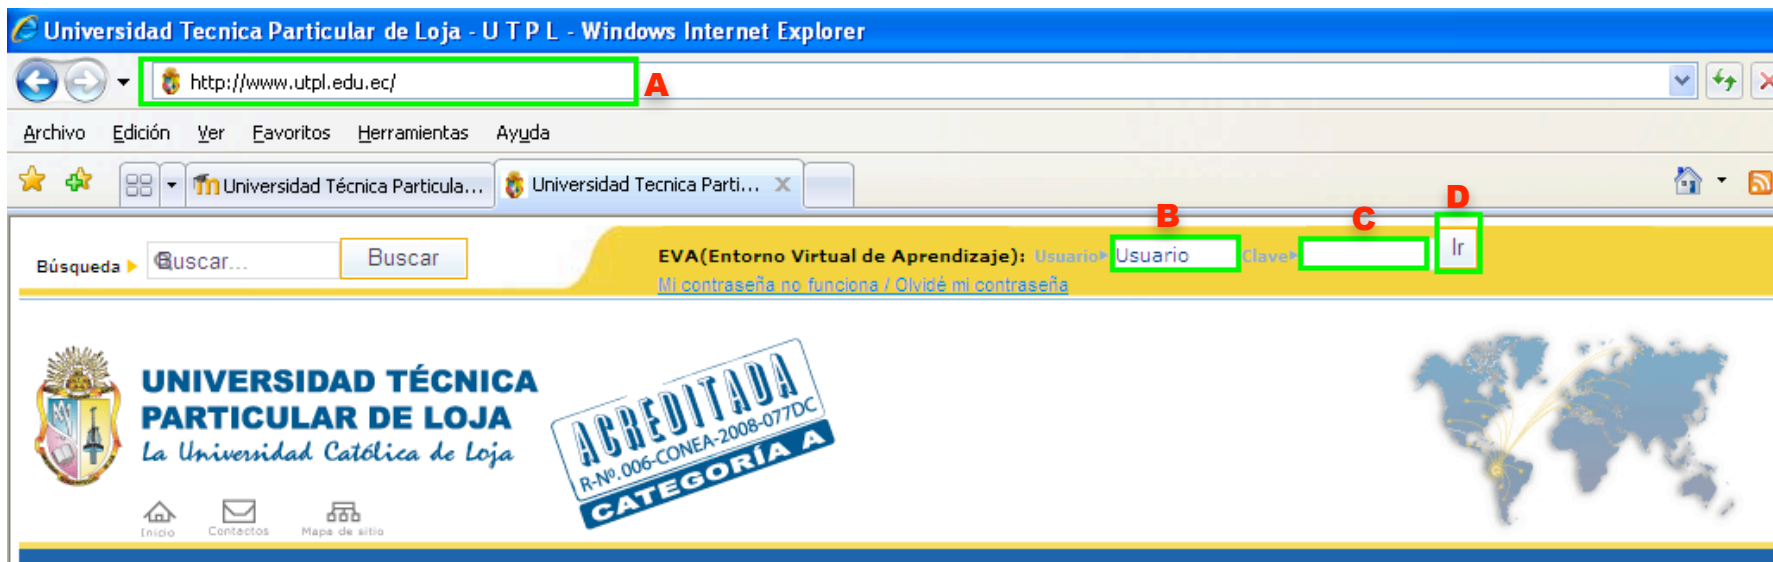 Universidad Tecnica Particular de Loja - U T P L - Windows Internet Explorer
http://www.utpl.edu.ec/
A
Archivo Edición Ver Favoritos Herramientas Ayuda
Universidad Técnica Particula...
Universidad Tecnica Parti...
B
C
D
Búsqueda
Buscar...
Buscar
EVA(Entorno Virtual de Aprendizaje): Usuario Usuario Clave Ir
Mi contraseña no funciona / Olvidé mi contraseña
UNIVERSIDAD TÉCNICA
PARTICULAR DE LOJA
La Universidad Católica de Loja
ACREDITADA
R-Nº.006-CONEA-2008-077DC
CATEGORÍA A
Inicio Contactos Mapa de sitio